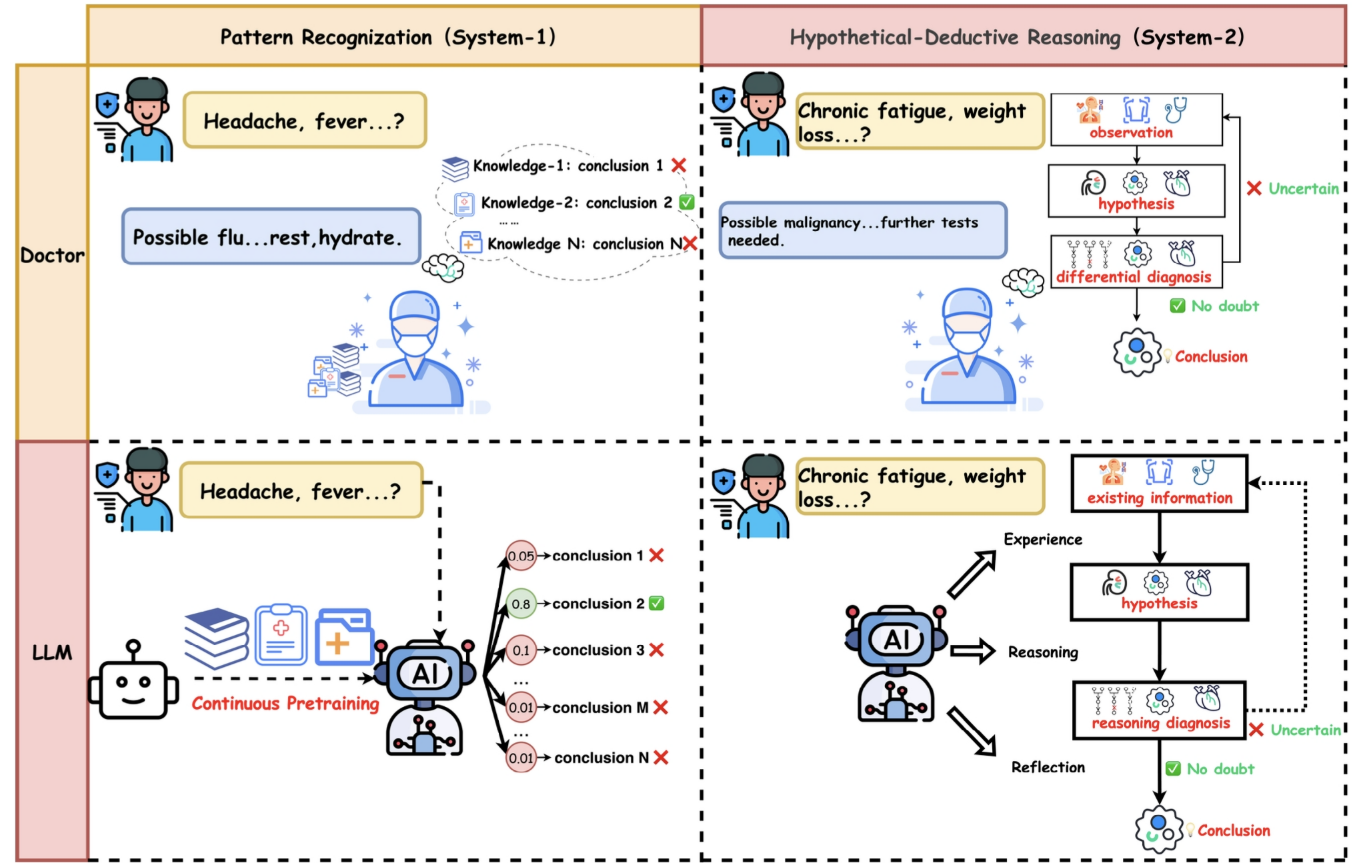 Pattern Recognization (System-1)
Hypothetical-Deductive Reasoning (System-2)
Doctor
Headache, fever...?
Knowledge-1: conclusion 1
Knowledge-2: conclusion 2
... ...
Knowledge N: conclusion N
Possible flu...rest,hydrate.
Chronic fatigue, weight
loss...?
observation
hypothesis
Uncertain
differential diagnosis
No doubt
Conclusion
Possible malignancy...further tests
needed.
LLM
Headache, fever...?
Continuous Pretraining
AI
0.05 conclusion 1
0.8 conclusion 2
0.1 conclusion 3
...
0.01 conclusion M
...
0.01 conclusion N
Chronic fatigue, weight
loss...?
AI
Experience
Reasoning
Reflection
existing information
hypothesis
reasoning diagnosis
Uncertain
No doubt
Conclusion